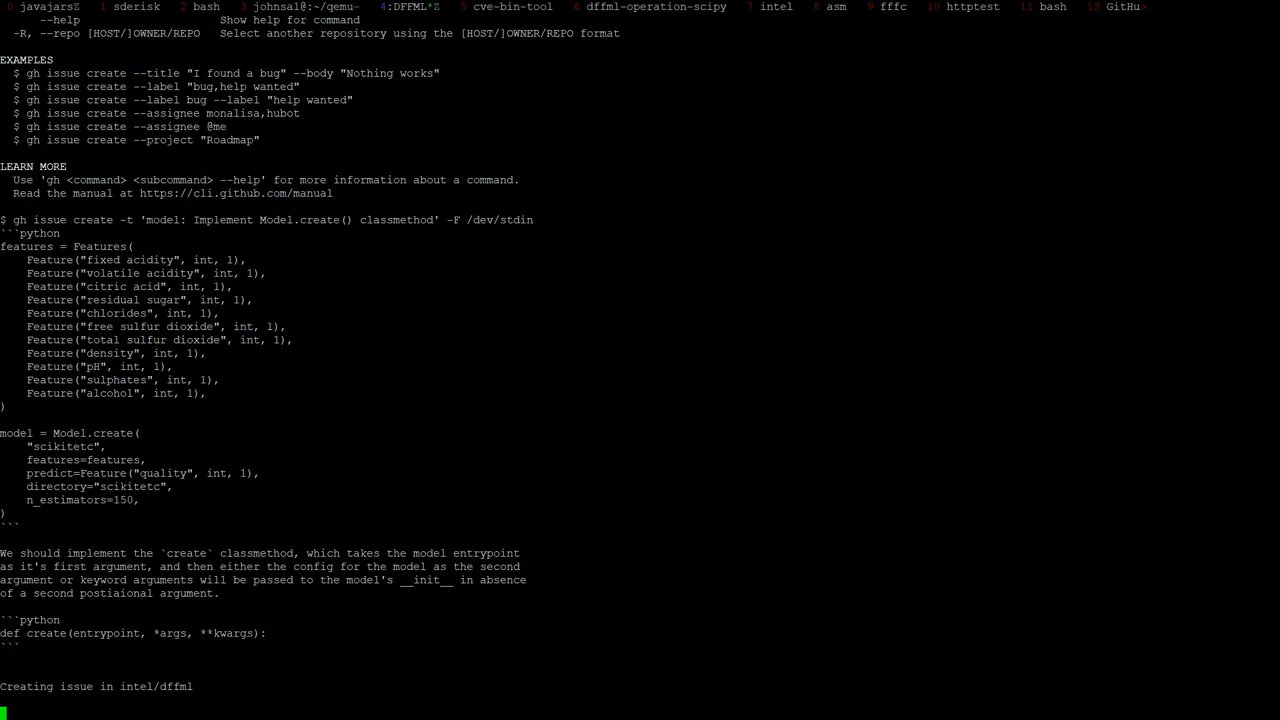 0 javajarsZ  1 sderisk  2 bash  3 johnsal@:~/qemu-  4:DFFML*Z  5 cve-bin-tool  6 dffml-operation-scipy  7 intel  8 asm  9 fffc  10 httptest  11 bash  12 GitHu>
      --help                     Show help for command
  -R, --repo [HOST/]OWNER/REPO   Select another repository using the [HOST/]OWNER/REPO format

EXAMPLES
  $ gh issue create --title "I found a bug" --body "Nothing works"
  $ gh issue create --label "bug,help wanted"
  $ gh issue create --label bug --label "help wanted"
  $ gh issue create --assignee monalisa,hubot
  $ gh issue create --assignee @me
  $ gh issue create --project "Roadmap"

LEARN MORE
  Use 'gh <command> <subcommand> --help' for more information about a command.
  Read the manual at https://cli.github.com/manual

$ gh issue create -t 'model: Implement Model.create() classmethod' -F /dev/stdin
```python
features = Features(
    Feature("fixed acidity", int, 1),
    Feature("volatile acidity", int, 1),
    Feature("citric acid", int, 1),
    Feature("residual sugar", int, 1),
    Feature("chlorides", int, 1),
    Feature("free sulfur dioxide", int, 1),
    Feature("total sulfur dioxide", int, 1),
    Feature("density", int, 1),
    Feature("pH", int, 1),
    Feature("sulphates", int, 1),
    Feature("alcohol", int, 1),
)

model = Model.create(
    "scikitetc",
    features=features,
    predict=Feature("quality", int, 1),
    directory="scikitetc",
    n_estimators=150,
)
```

We should implement the `create` classmethod, which takes the model entrypoint
as it's first argument, and then either the config for the model as the second
argument or keyword arguments will be passed to the model's __init__ in absence
of a second postiaional argument.

```python
def create(entrypoint, *args, **kwargs):
```

Creating issue in intel/dffml